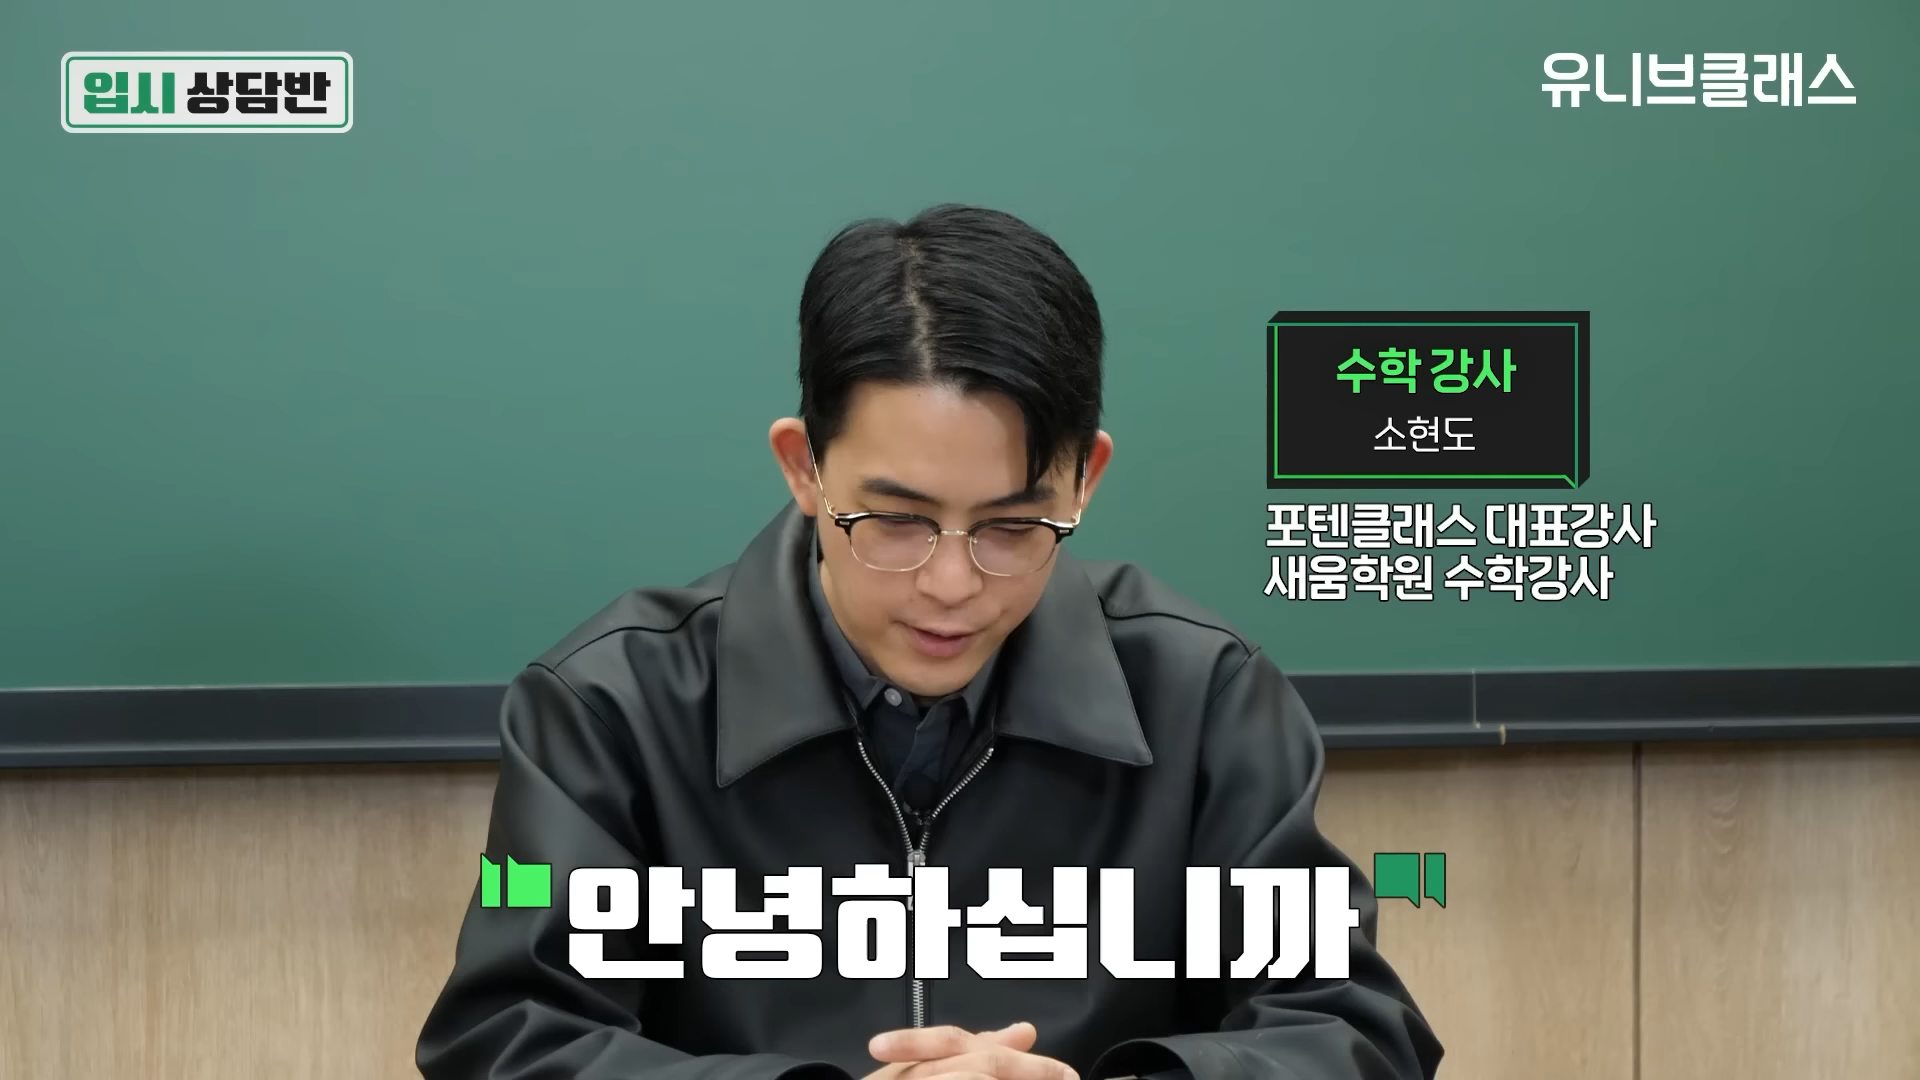 입시 상담반
유니브클래스
수학 강사
소현도
포텐클래스 대표강사
새움학원 수학강사
"안녕하십니까"